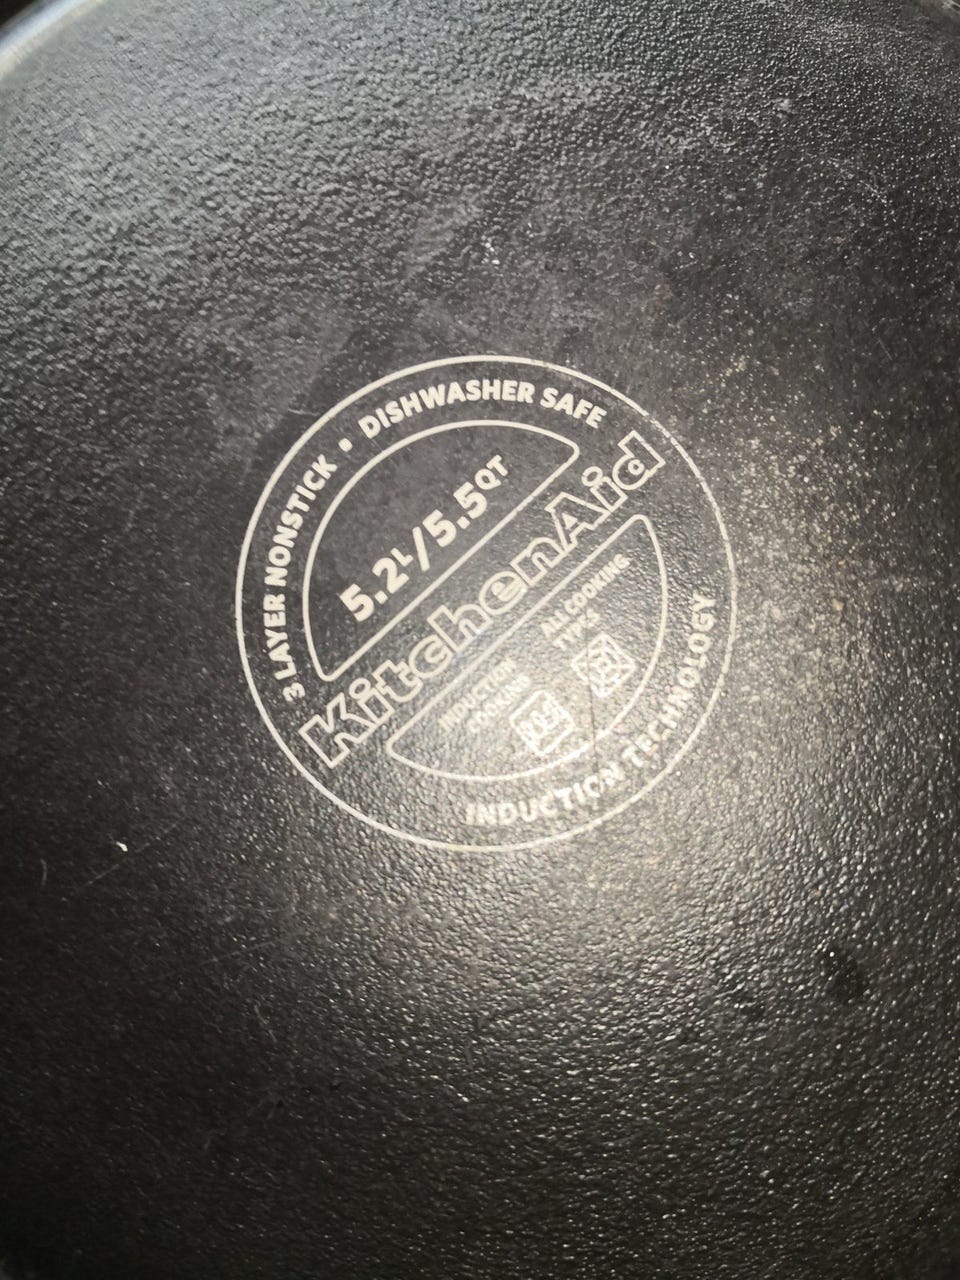 3 LAYER NONSTICK • DISHWASHER SAFE
5.2L/5.5QT
KitchenAid
INDUCTION
COOKING
ALL COOKING
TYPES
INDUCTION TECHNOLOGY